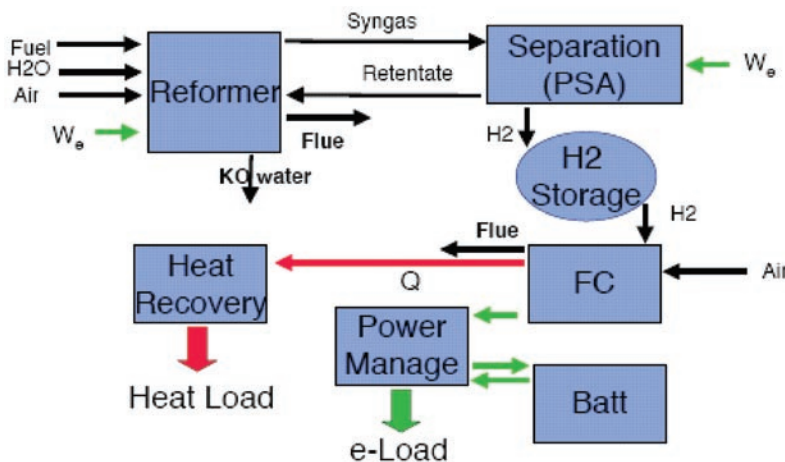 Fuel
H2O
Air
We
Reformer
Syngas
Retentate
Flue
KO water
Separation
(PSA)
We
H2
H2
Storage
H2
Flue
Q
Heat
Recovery
FC
Air
Power
Manage
Batt
Heat Load
e-Load